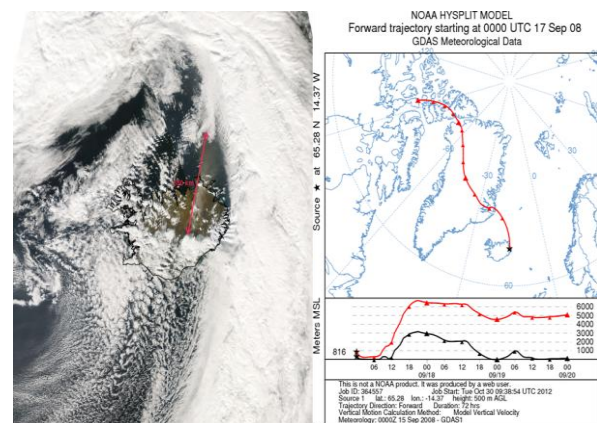 NOAA HYSPLIT MODEL
Forward trajectory starting at 0000 UTC 17 Sep 08
GDAS Meteorological Data
Source ★ at 65.28 N 14.37 W
120
0
-30
60
Meters MSL
6000
5000
4000
3000
2000
1000
816
06 12 18 00 06 12 18 00 06 12 18 00
09/18 09/19 09/20
This is not a NOAA product. It was produced by a web user.
Job ID: 364557 Job Start: Tue Oct 30 09:38:54 UTC 2012
Source 1 lat.: 65.28 lon.: -14.37 height: 500 m AGL
Trajectory Direction: Forward Duration: 72 hrs
Vertical Motion Calculation Method: Model Vertical Velocity
Meteorology: 0000Z 15 Sep 2008 - GDAS1